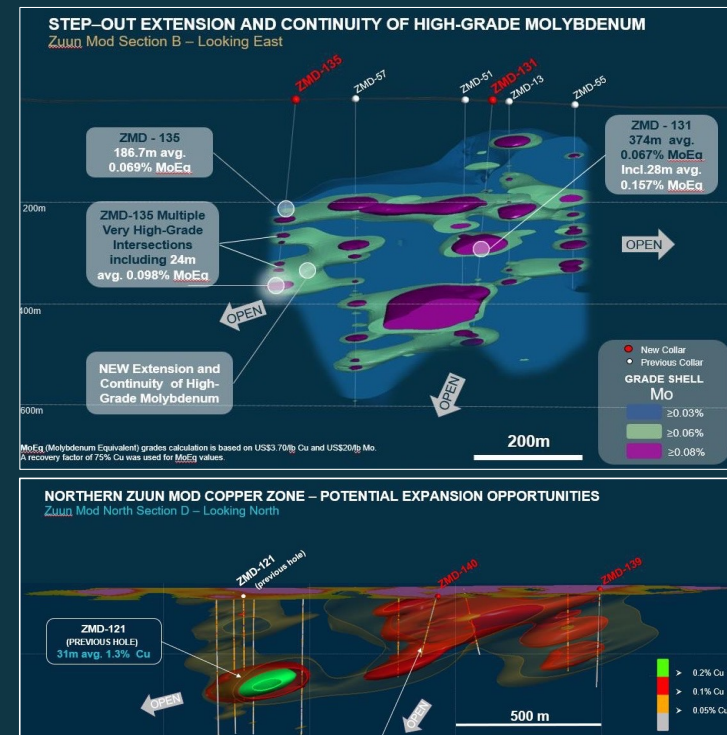 STEP–OUT EXTENSION AND CONTINUITY OF HIGH-GRADE MOLYBDENUM
Zuun Mod Section B – Looking East
ZMD-135
ZMD-57
ZMD-51
ZMD-131
ZMD-13
ZMD-55
ZMD - 135
186.7m avg.
0.069% MoEq
ZMD - 131
374m avg.
0.067% MoEq
Incl.28m avg.
0.157% MoEq
200m
ZMD-135 Multiple
Very High-Grade
Intersections
including 24m
avg. 0.098% MoEq
OPEN
OPEN
400m
NEW Extension and
Continuity of High-
Grade Molybdenum
OPEN
New Collar
Previous Collar
GRADE SHELL
Mo
≥0.03%
≥0.06%
≥0.08%
600m
200m
MoEq (Molybdenum Equivalent) grades calculation is based on US$3.70/lb Cu and US$20/lb Mo.
A recovery factor of 75% Cu was used for MoEq values.
NORTHERN ZUUN MOD COPPER ZONE – POTENTIAL EXPANSION OPPORTUNITIES
Zuun Mod North Section D – Looking North
ZMD-121
(previous hole)
ZMD-140
ZMD-139
ZMD-121
(PREVIOUS HOLE)
31m avg. 1.3% Cu
OPEN
OPEN
500 m
> 0.2% Cu
> 0.1% Cu
> 0.05% Cu